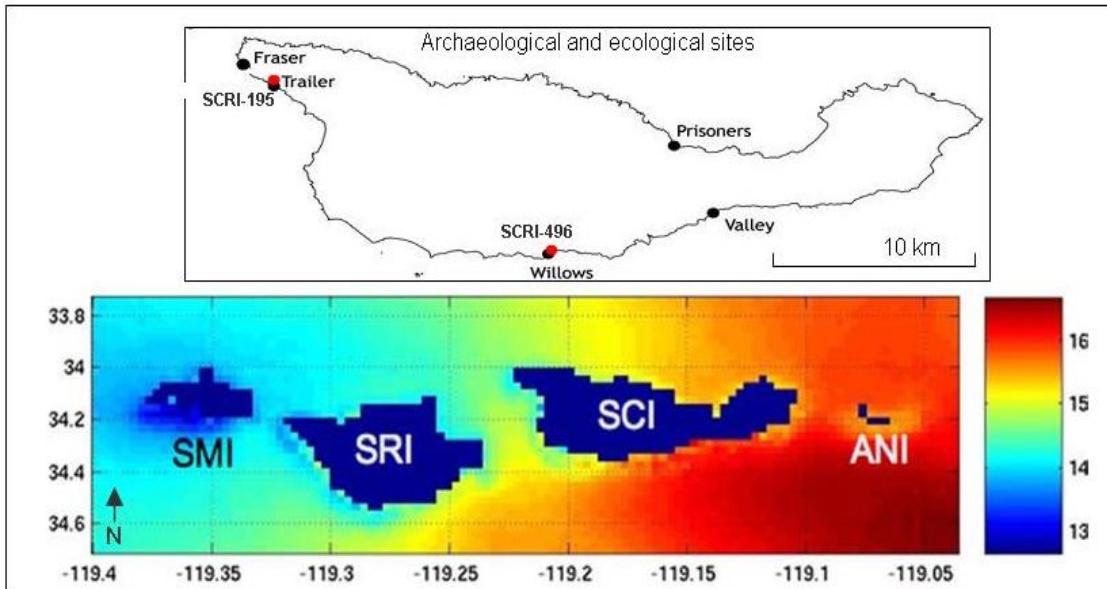 Archaeological and ecological sites
Fraser
Trailer
SCRI-195
Prisoners
SCRI-496
Valley
Willows
10 km
33.8
34
34.2
34.4
34.6
SMI
SRI
SCI
ANI
N
-119.4 -119.35 -119.3 -119.25 -119.2 -119.15 -119.1 -119.05
16
15
14
13